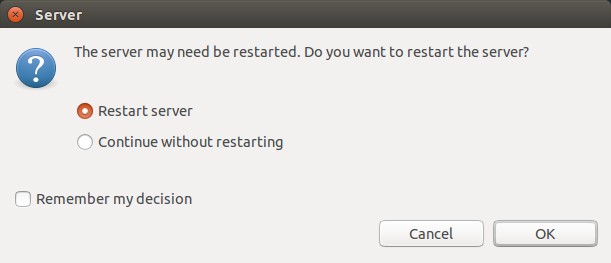 Server
The server may need be restarted. Do you want to restart the server?
?
Restart server
Continue without restarting
Remember my decision
Cancel
OK